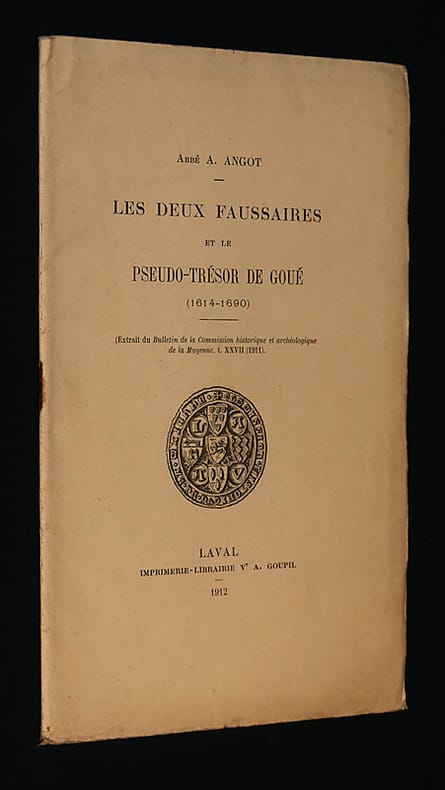 Abbé A. ANGOT
LES DEUX FAUSSAIRES
ET LE
PSEUDO-TRÉSOR DE GOUÉ
(1614-1690)
(Extrait du Bulletin de la Commission historique et archéologique
de la Mayenne, t. XXVII (1911).
LAVAL
IMPRIMERIE-LIBRAIRIE Ve A. GOUPIL
1912